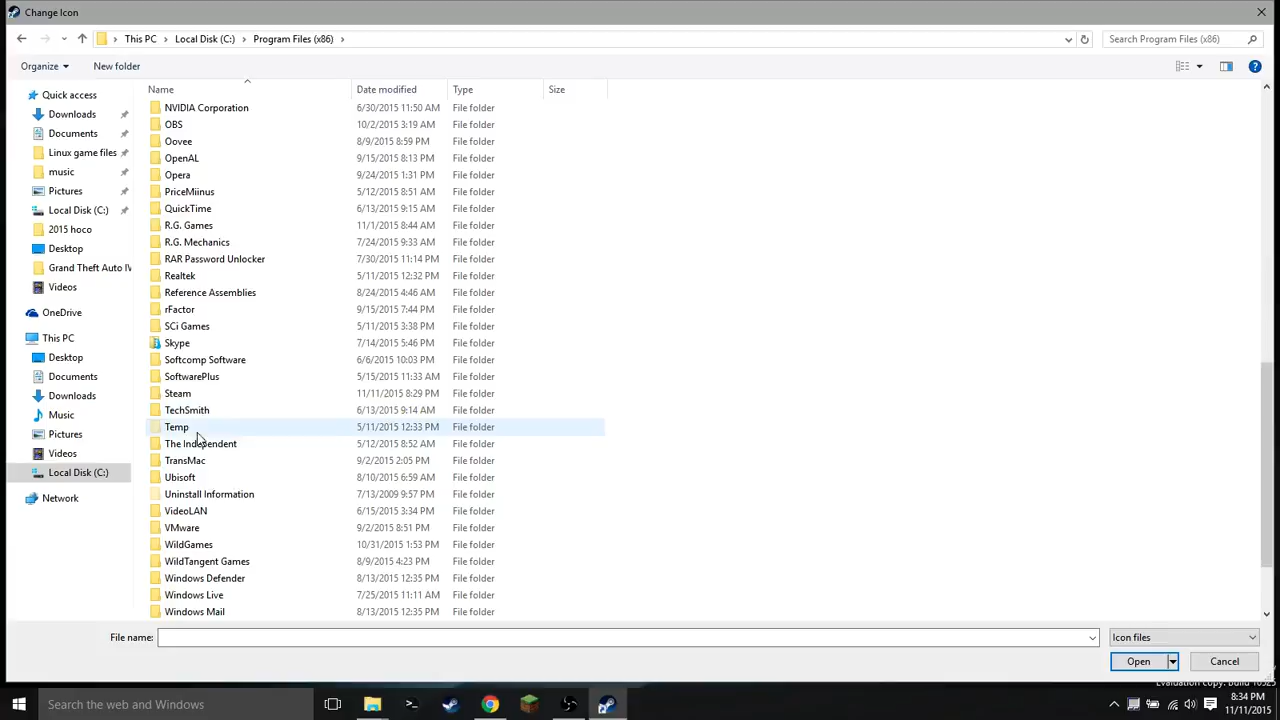 Change Icon
This PC
Local Disk (C:)
Program Files (x86)
Search Program Files (x86)
Organize
New folder
Name
Date modified
Type
Size
Quick access
Downloads
Documents
Linux game files
music
Pictures
Local Disk (C:)
2015 hoco
Desktop
Grand Theft Auto IV
Videos
OneDrive
This PC
Desktop
Documents
Downloads
Music
Pictures
Videos
Local Disk (C:)
Network
NVIDIA Corporation 6/30/2015 11:50 AM File folder
OBS 10/2/2015 3:19 AM File folder
Oovee 8/9/2015 8:59 PM File folder
OpenAL 9/15/2015 8:13 PM File folder
Opera 9/24/2015 1:31 PM File folder
PriceMiinus 5/12/2015 8:51 AM File folder
QuickTime 6/13/2015 9:15 AM File folder
R.G. Games 11/1/2015 8:44 AM File folder
R.G. Mechanics 7/24/2015 9:33 AM File folder
RAR Password Unlocker 7/30/2015 11:14 PM File folder
Realtek 5/11/2015 12:32 PM File folder
Reference Assemblies 8/24/2015 4:46 AM File folder
rFactor 9/15/2015 7:44 PM File folder
SCi Games 5/11/2015 3:38 PM File folder
Skype 7/14/2015 5:46 PM File folder
Softcomp Software 6/6/2015 10:03 PM File folder
SoftwarePlus 5/15/2015 11:33 AM File folder
Steam 11/11/2015 8:29 PM File folder
TechSmith 6/13/2015 9:14 AM File folder
Temp 5/11/2015 12:33 PM File folder
The Independent 5/12/2015 8:52 AM File folder
TransMac 9/2/2015 2:05 PM File folder
Ubisoft 8/10/2015 6:59 AM File folder
Uninstall Information 7/13/2009 9:57 PM File folder
VideoLAN 6/15/2015 3:34 PM File folder
VMware 9/2/2015 8:51 PM File folder
WildGames 10/31/2015 1:53 PM File folder
WildTangent Games 8/9/2015 4:23 PM File folder
Windows Defender 8/13/2015 12:35 PM File folder
Windows Live 7/25/2015 11:11 AM File folder
Windows Mail 8/13/2015 12:35 PM File folder
File name:
Icon files
Open
Cancel
Evaluation copy. Build 10525
Search the web and Windows
8:34 PM
11/11/2015